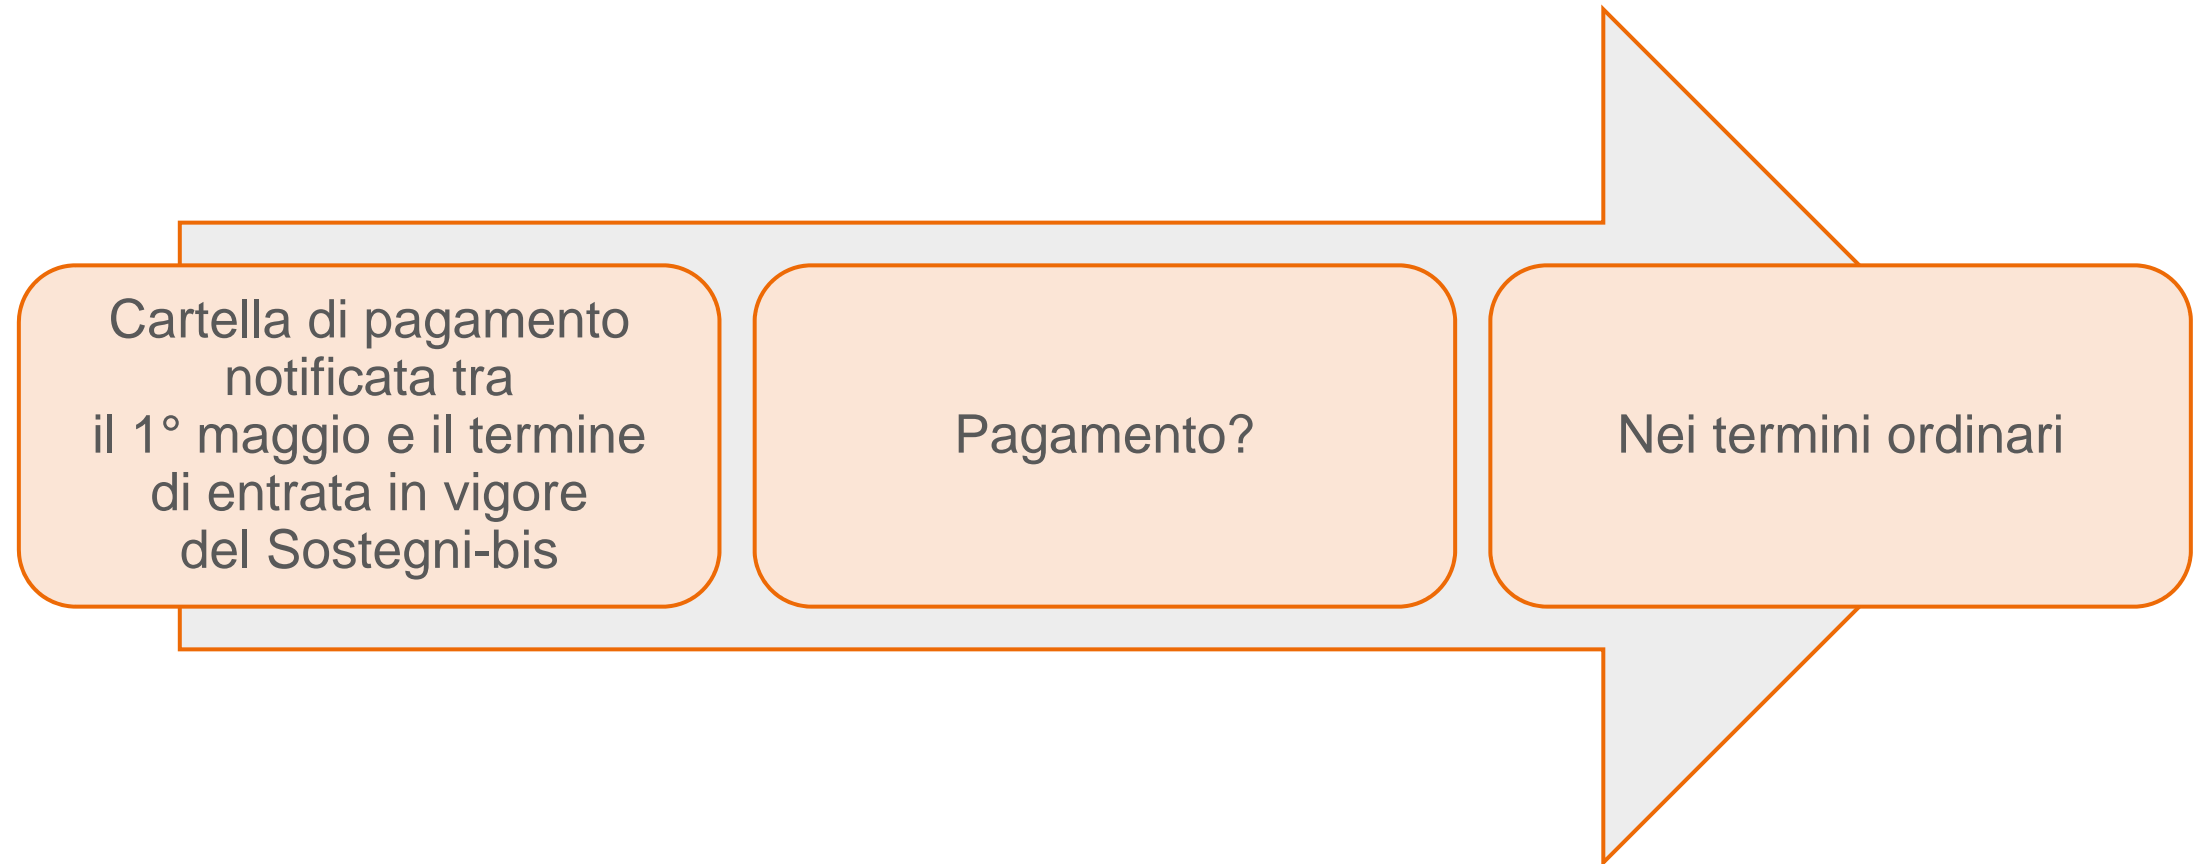 Cartella di pagamento
notificata tra
il 1° maggio e il termine
di entrata in vigore
del Sostegni-bis
Pagamento?
Nei termini ordinari